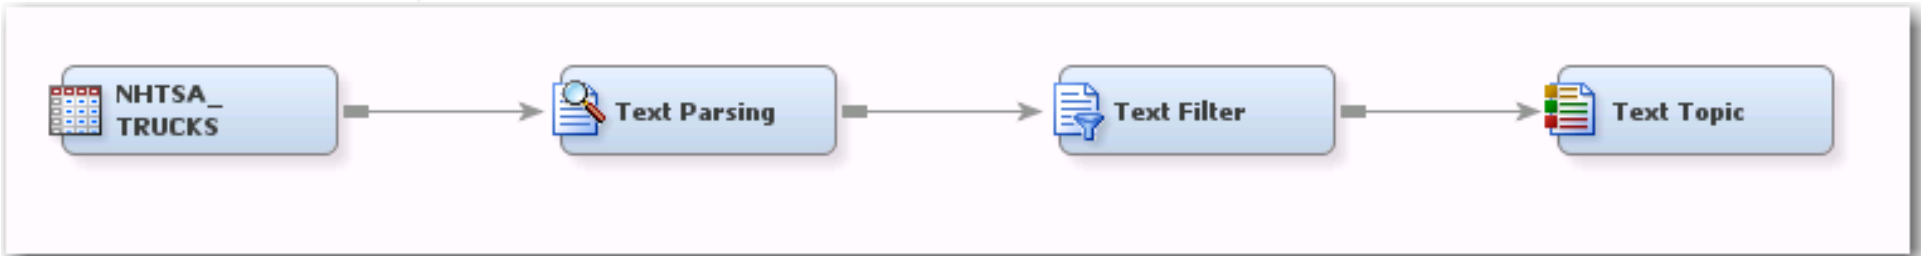 NHTSA_
TRUCKS
Text Parsing
Text Filter
Text Topic